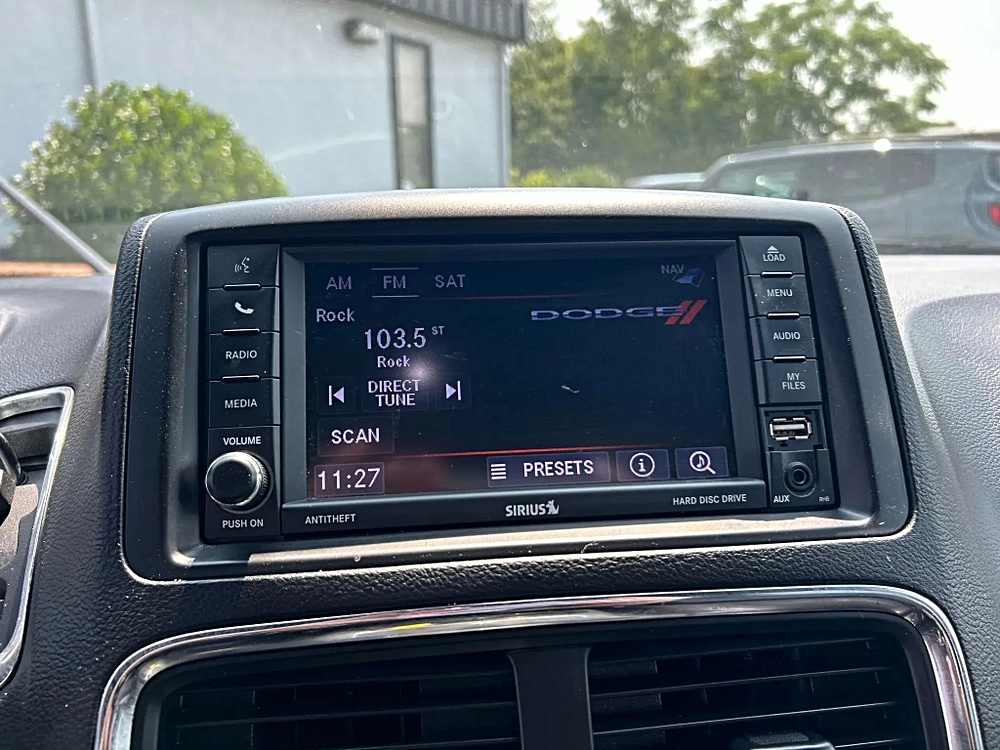 AM FM SAT
NAV
Rock
DODGE
103.5 ST
Rock
DIRECT
TUNE
SCAN
11:27
PRESETS
i
RADIO
MEDIA
VOLUME
PUSH ON
LOAD
MENU
AUDIO
MY
FILES
AUX
RHB
ANTITHEFT
SIRIUS
HARD DISC DRIVE